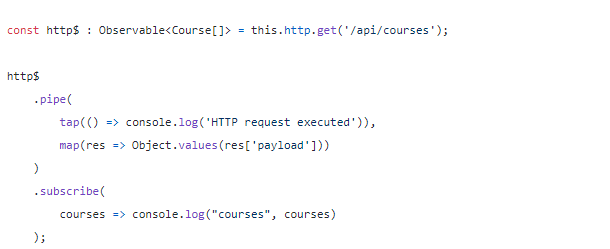 const http$ : Observable<Course[]> = this.http.get('/api/courses');
http$
.pipe(
tap(() => console.log('HTTP request executed')),
map(res => Object.values(res['payload']))
)
.subscribe(
courses => console.log("courses", courses)
);